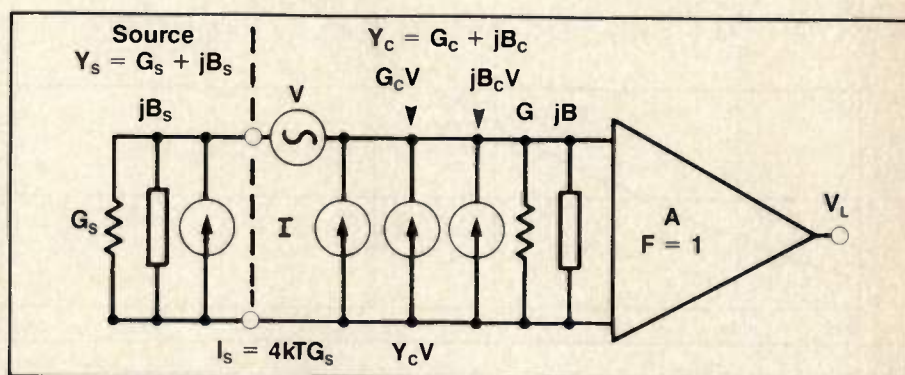 Source
Y_S = G_S + jB_S
Y_C = G_C + jB_C
G_CV jB_CV
jB_S V G jB
G_S I A
F = 1
V_L
I_S = 4kTG_S Y_CV